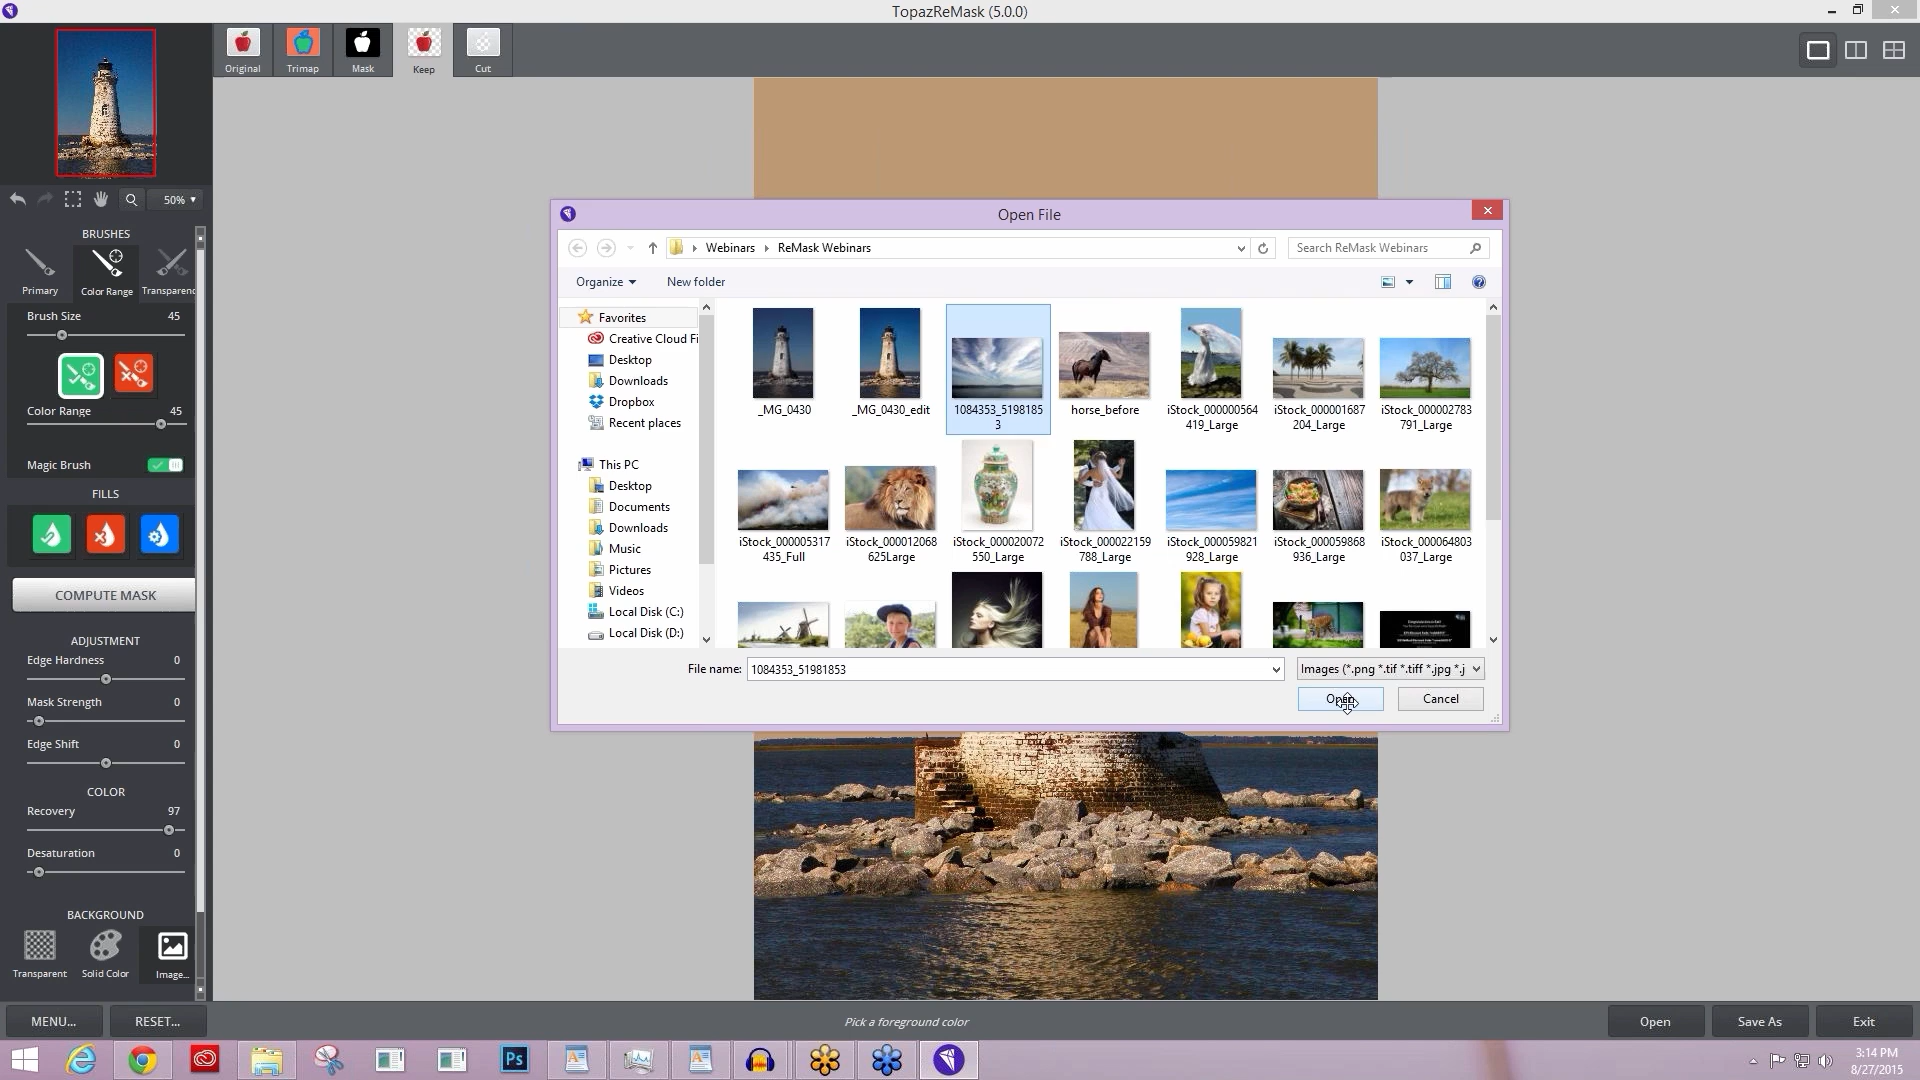 TopazReMask (5.0.0)
Original
Trimap
Mask
Keep
Cut
50%
BRUSHES
Primary
Color Range
Transparenc
Brush Size 45
Color Range 45
Magic Brush
FILLS
COMPUTE MASK
ADJUSTMENT
Edge Hardness 0
Mask Strength 0
Edge Shift 0
COLOR
Recovery 97
Desaturation 0
BACKGROUND
Transparent
Solid Color
Image...
MENU...
RESET...
Pick a foreground color
Open
Save As
Exit
Open File
Webinars
ReMask Webinars
Search ReMask Webinars
Organize
New folder
Favorites
Creative Cloud Fi
Desktop
Downloads
Dropbox
Recent places
This PC
Desktop
Documents
Downloads
Music
Pictures
Videos
Local Disk (C:)
Local Disk (D:)
_MG_0430
_MG_0430_edit
1084353_5198185
3
horse_before
iStock_000000564
419_Large
iStock_000001687
204_Large
iStock_000002783
791_Large
iStock_000005317
435_Full
iStock_000012068
625Large
iStock_000020072
550_Large
iStock_000022159
788_Large
iStock_000059821
928_Large
iStock_000059868
936_Large
iStock_000064803
037_Large
File name:
1084353_51981853
Images (*.png *.tif *.tiff *.jpg *.j
Open
Cancel
Ps
3:14 PM
8/27/2015